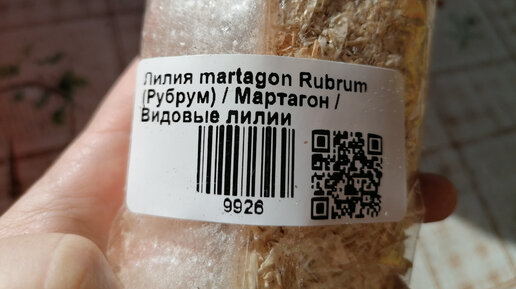 Лилия martagon Rubrum
(Рубрум) / Мартагон /
Видовые лилии
9926